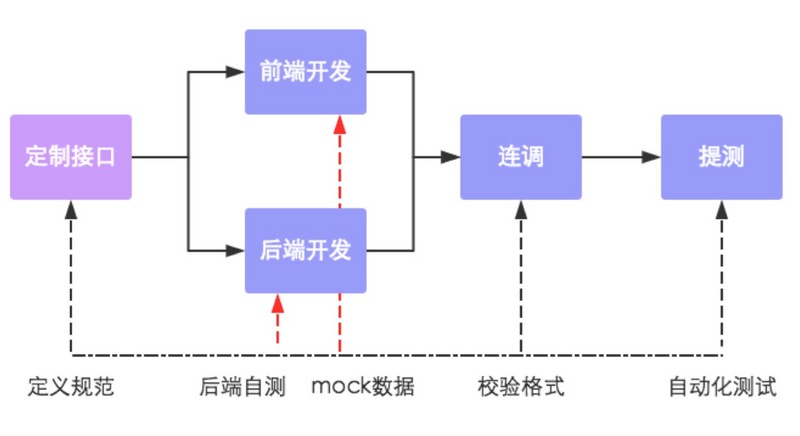 前端开发
定制接口
连调
提测
后端开发
定义规范
后端自测
mock数据
校验格式
自动化测试